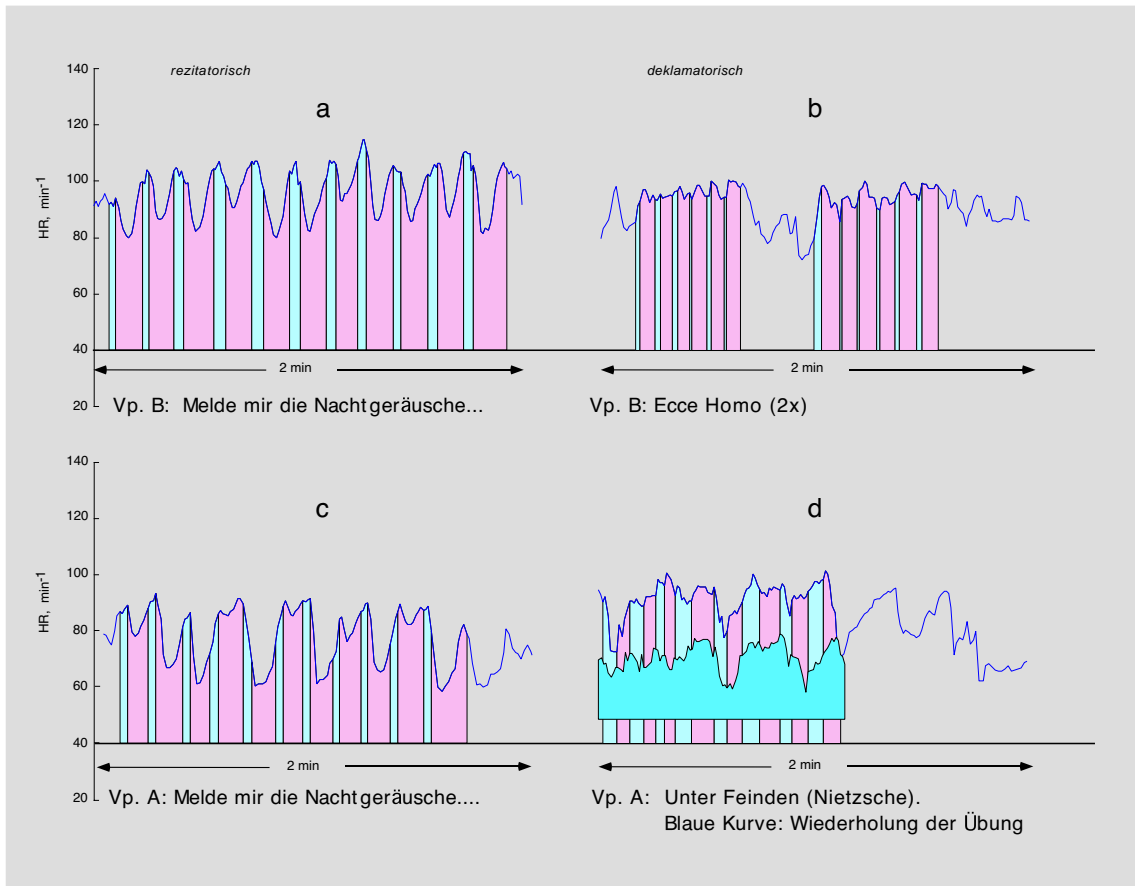 rezitatorisch
deklamatorisch
140
120
100
80
60
40
20
HR, min-1
a
b
2 min
2 min
Vp. B: Melde mir die Nachtgeräusche...
Vp. B: Ecce Homo (2x)
140
120
100
80
60
40
20
HR, min-1
c
d
2 min
2 min
Vp. A: Melde mir die Nachtgeräusche....
Vp. A: Unter Feinden (Nietzsche).
Blaue Kurve: Wiederholung der Übung